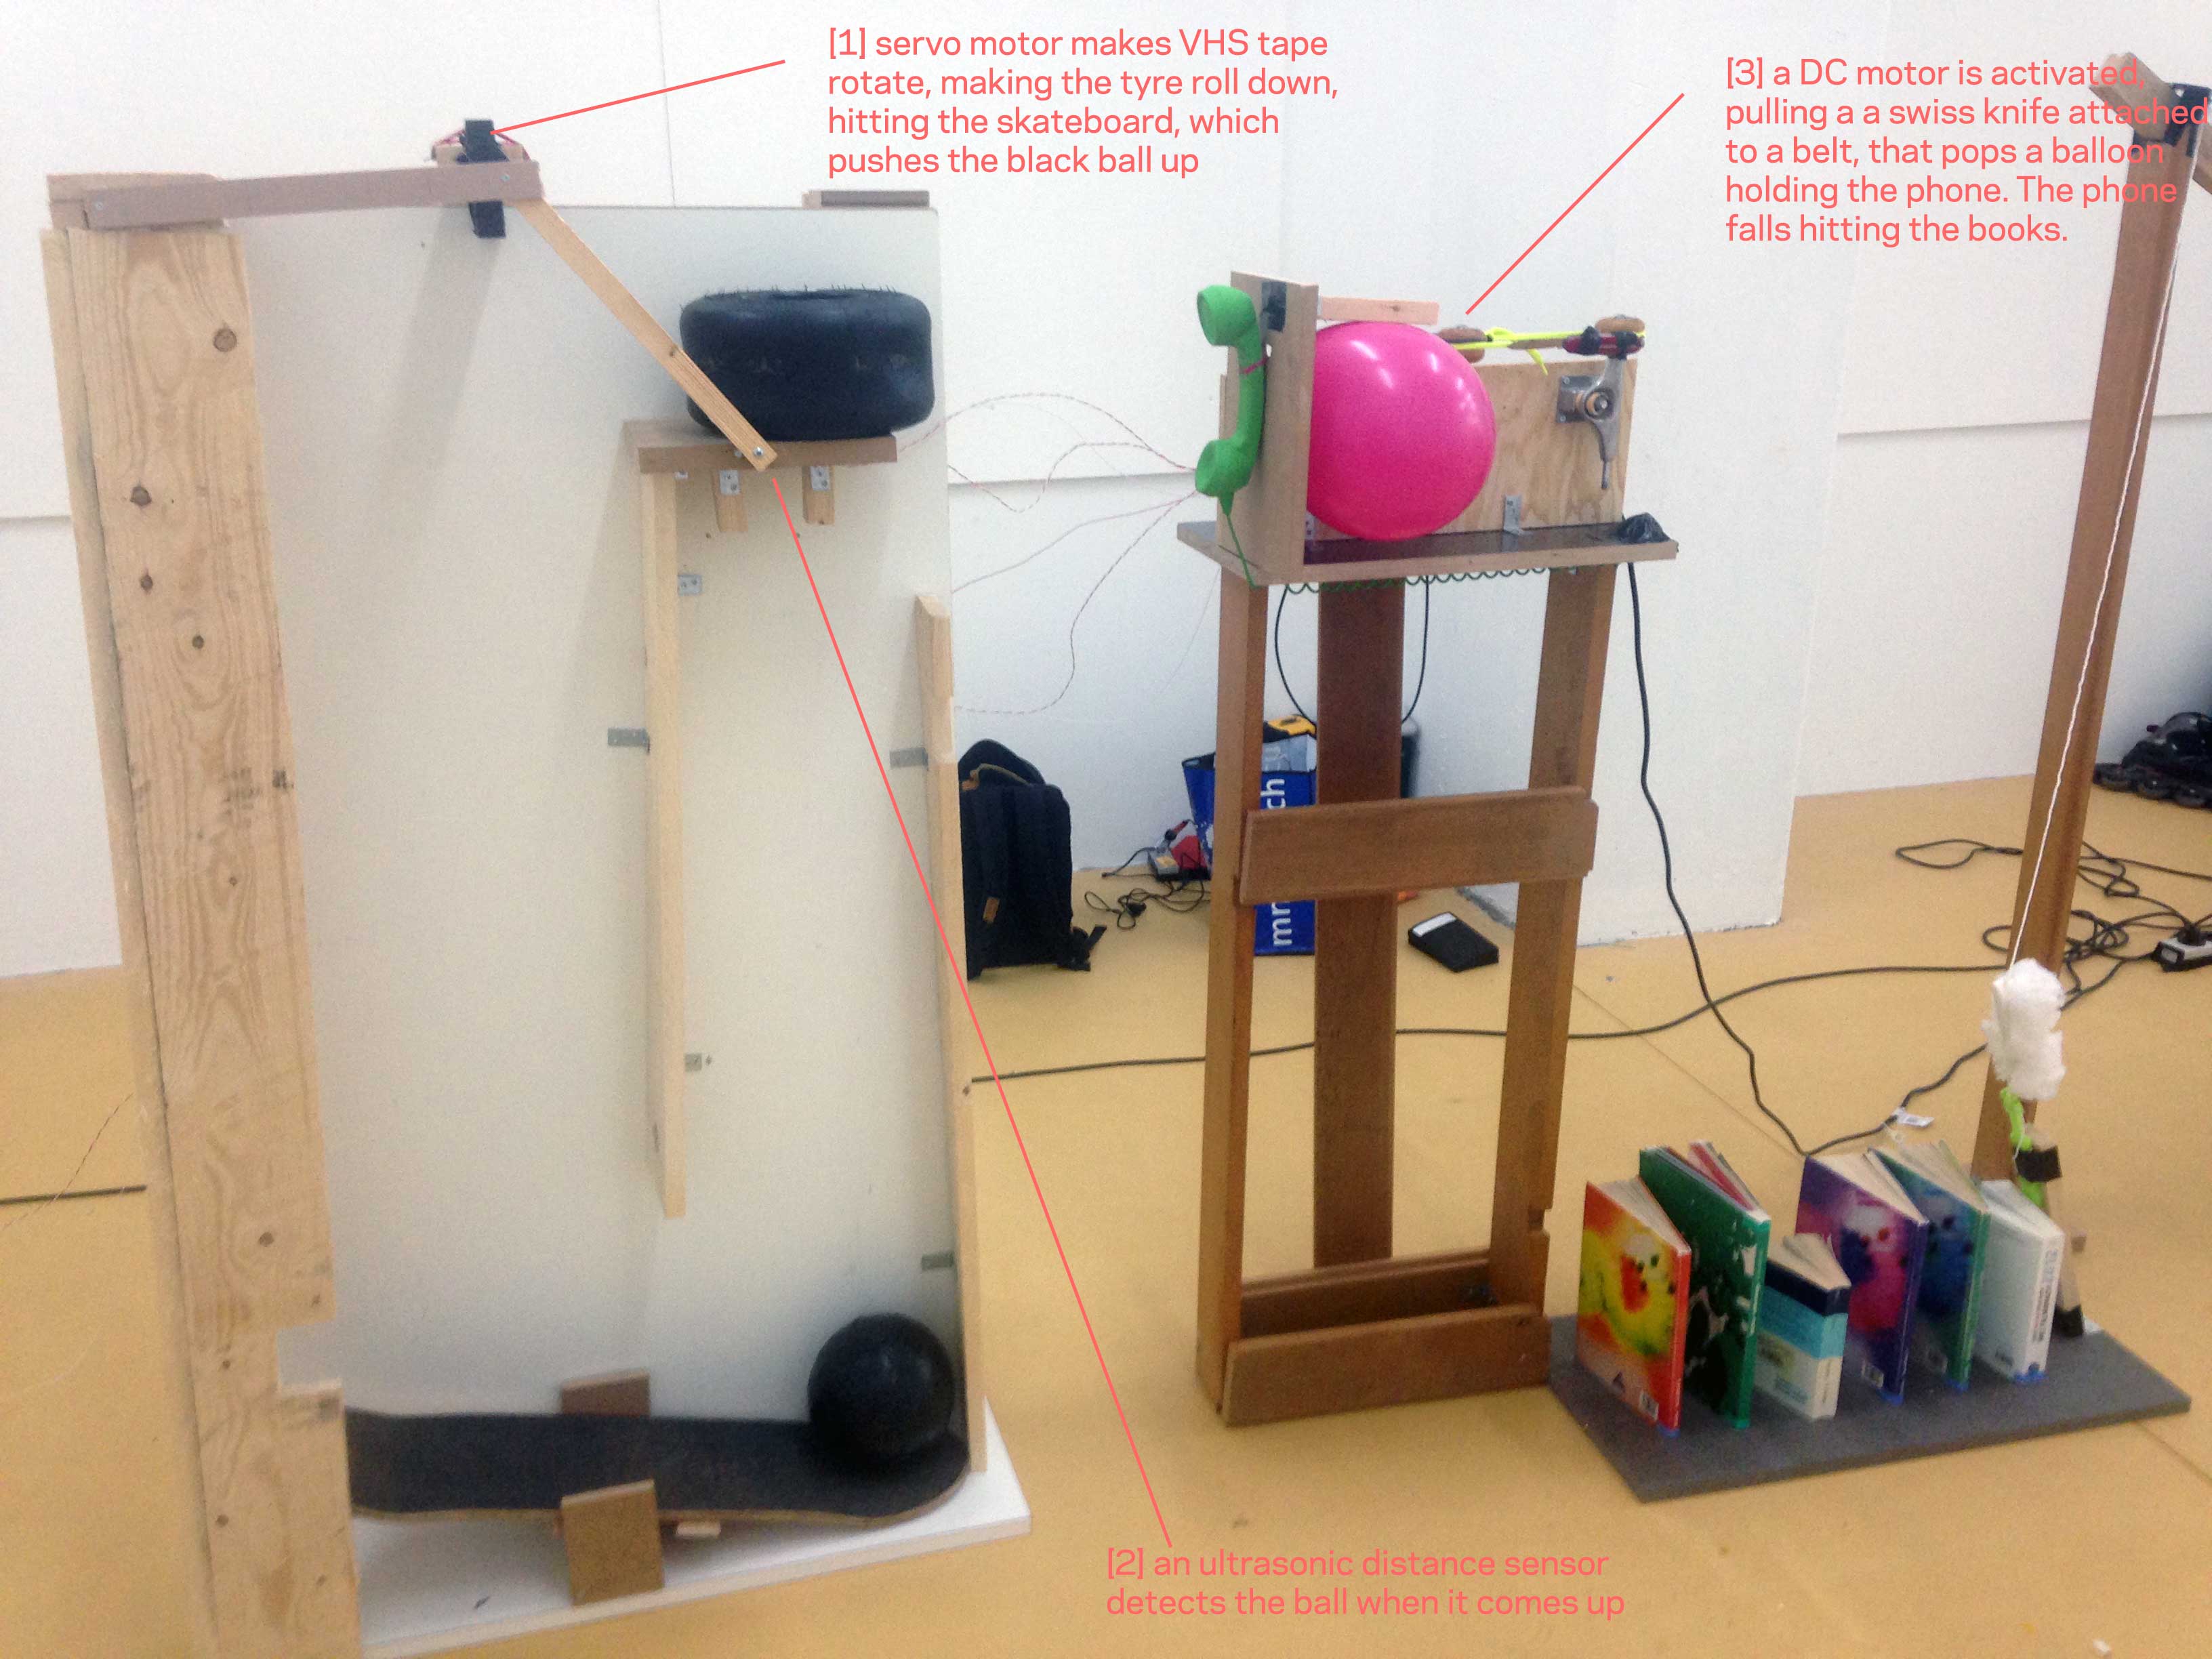 [1] servo motor makes VHS tape
rotate, making the tyre roll down,
hitting the skateboard, which
pushes the black ball up
[3] a DC motor is activated,
pulling a a swiss knife attached
to a belt, that pops a balloon
holding the phone. The phone
falls hitting the books.
[2] an ultrasonic distance sensor
detects the ball when it comes up